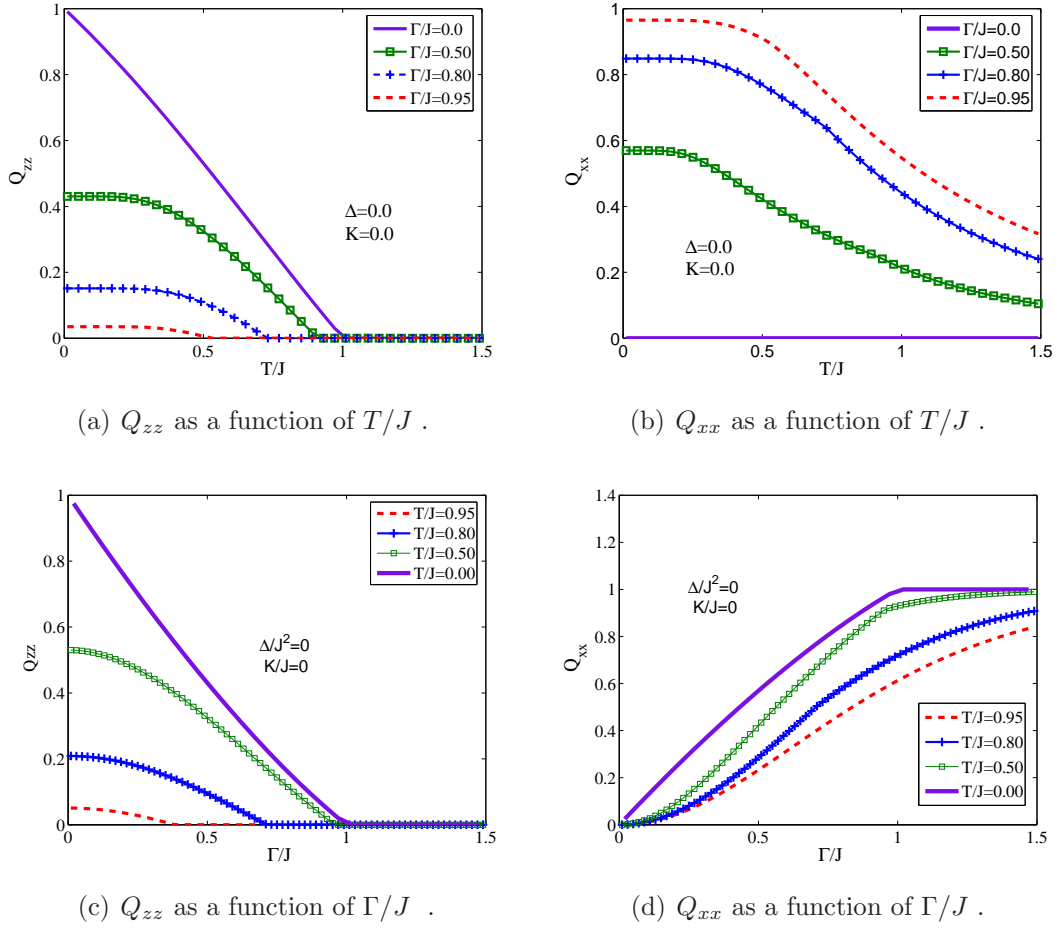 1
0.8
0.6
0.4
0.2
0
0
0.5
1
1.5
Q_zz
T/J
Γ/J=0.0
Γ/J=0.50
Γ/J=0.80
Γ/J=0.95
Δ=0.0
K=0.0
(a) Q_zz as a function of T/J .
1
0.8
0.6
0.4
0.2
0
0
0.5
1
1.5
Q_xx
T/J
Γ/J=0.0
Γ/J=0.50
Γ/J=0.80
Γ/J=0.95
Δ=0.0
K=0.0
(b) Q_xx as a function of T/J .
1
0.8
0.6
0.4
0.2
0
0
0.5
1
1.5
Qzz
Γ/J
T/J=0.95
T/J=0.80
T/J=0.50
T/J=0.00
Δ/J²=0
K/J=0
(c) Q_zz as a function of Γ/J .
1.4
1.2
1
0.8
0.6
0.4
0.2
0
0
0.5
1
1.5
Q_xx
Γ/J
Δ/J²=0
K/J=0
T/J=0.95
T/J=0.80
T/J=0.50
T/J=0.00
(d) Q_xx as a function of Γ/J .